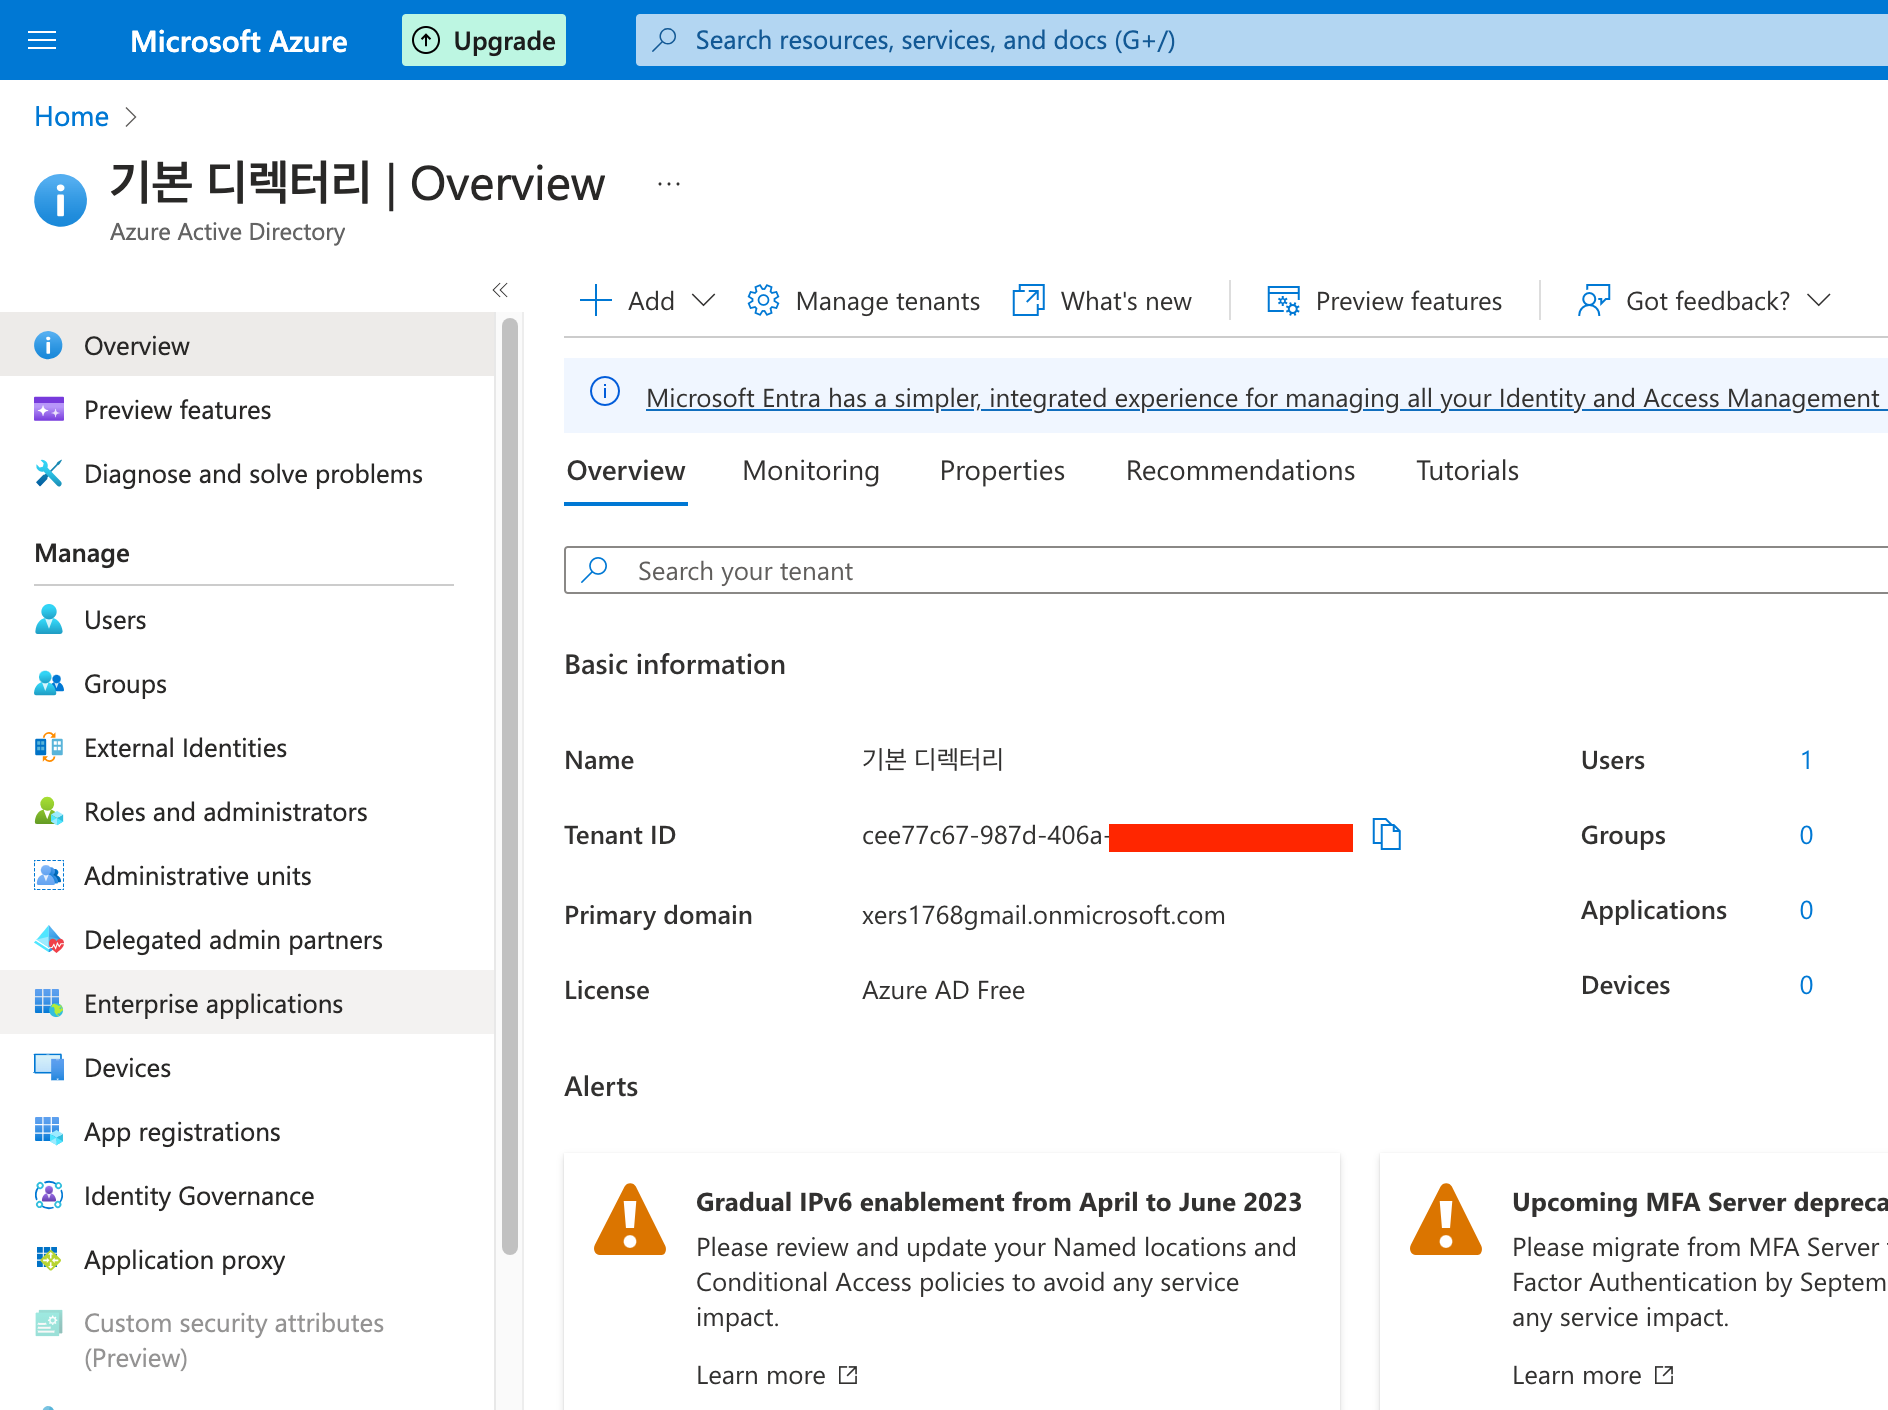 Microsoft Azure
Upgrade
Search resources, services, and docs (G+/)
Home
기본 디렉터리 | Overview
...
Azure Active Directory
Overview
Preview features
Diagnose and solve problems
Manage
Users
Groups
External Identities
Roles and administrators
Administrative units
Delegated admin partners
Enterprise applications
Devices
App registrations
Identity Governance
Application proxy
Custom security attributes
(Preview)
Add
Manage tenants
What's new
Preview features
Got feedback?
Microsoft Entra has a simpler, integrated experience for managing all your Identity and Access Management
Overview
Monitoring
Properties
Recommendations
Tutorials
Search your tenant
Basic information
Name
기본 디렉터리
Users
1
Tenant ID
cee77c67-987d-406a-
Groups
0
Primary domain
xers1768gmail.onmicrosoft.com
Applications
0
License
Azure AD Free
Devices
0
Alerts
Gradual IPv6 enablement from April to June 2023
Please review and update your Named locations and
Conditional Access policies to avoid any service
impact.
Learn more
Upcoming MFA Server depreca
Please migrate from MFA Server
Factor Authentication by Septem
any service impact.
Learn more